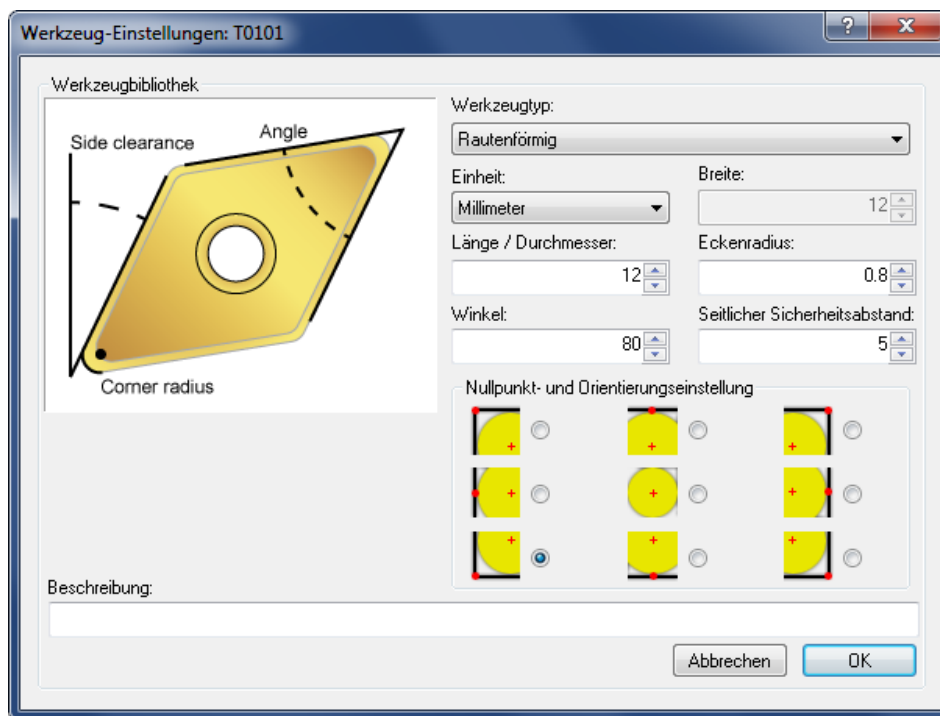 Werkzeug-Einstellungen: T0101
?
X
Werkzeugbibliothek
Side clearance
Angle
Corner radius
Werkzeugtyp:
Rautenförmig
Einheit:
Breite:
Millimeter
12
Länge / Durchmesser:
Eckenradius:
12
0.8
Winkel:
Seitlicher Sicherheitsabstand:
80
5
Nullpunkt- und Orientierungseinstellung
Beschreibung:
Abbrechen
OK